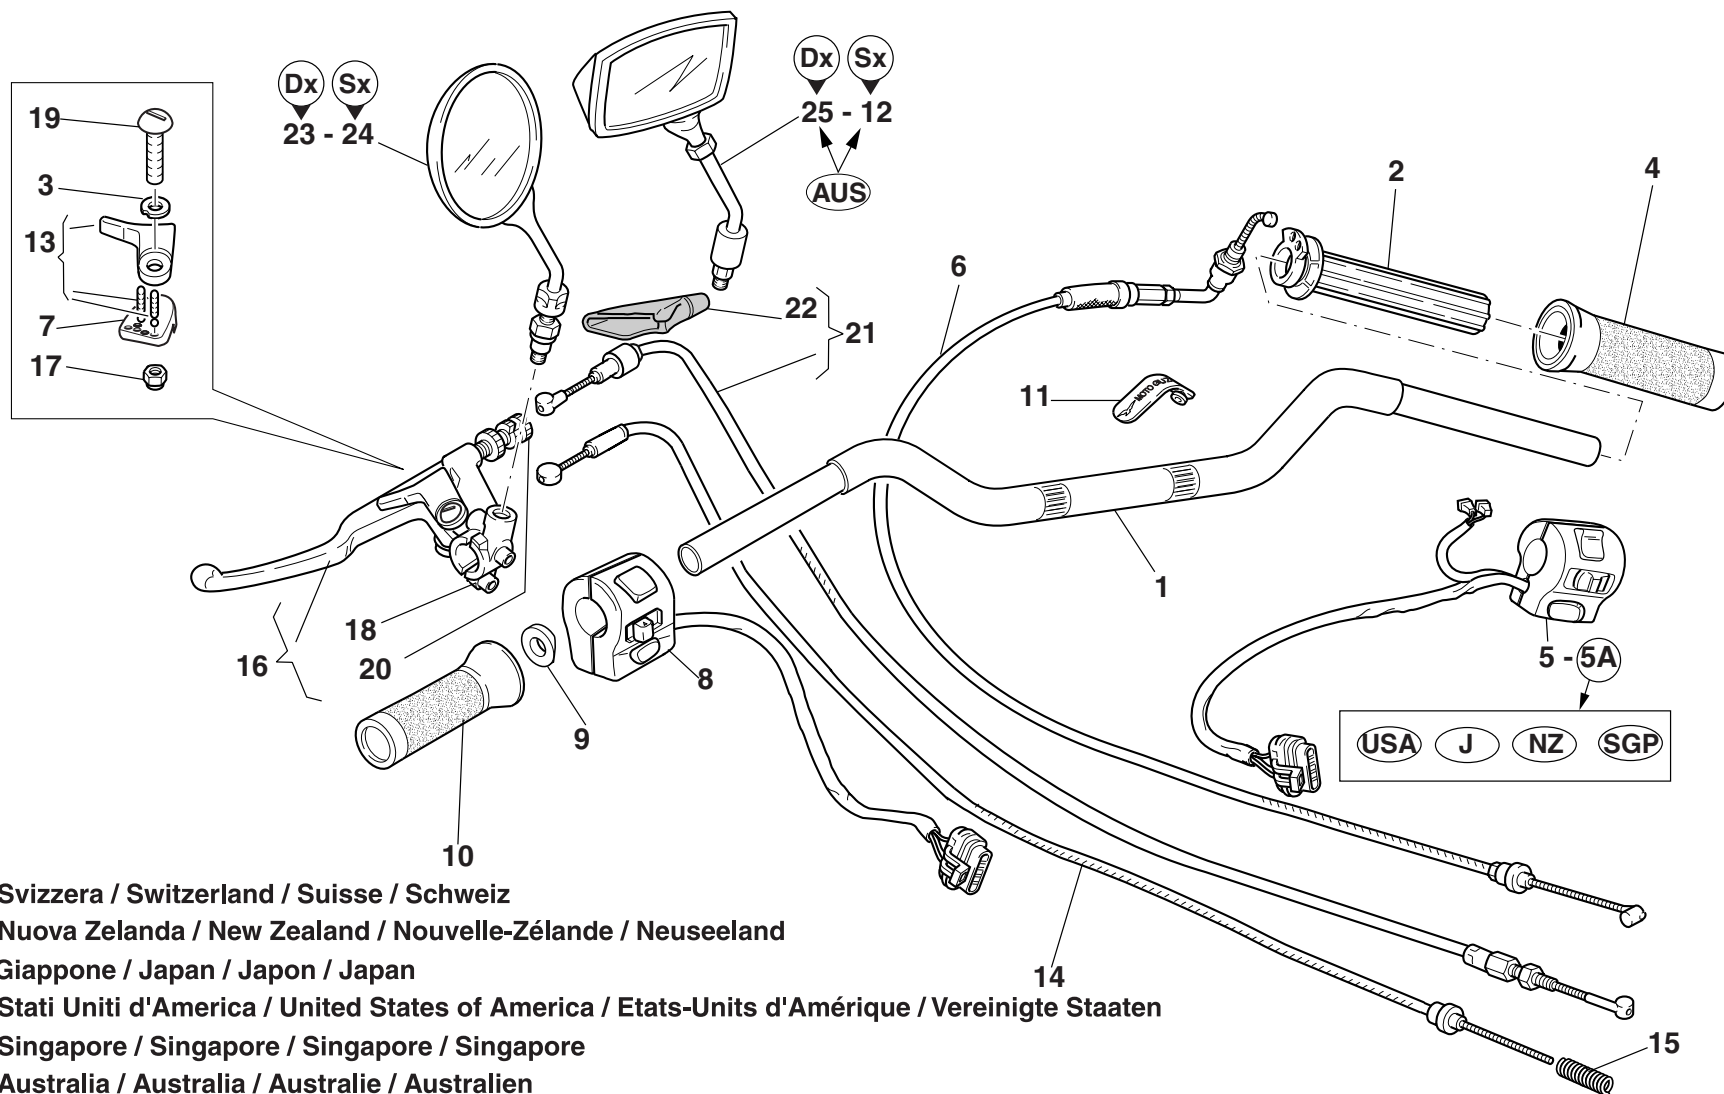 Dx Sx
23 - 24
Dx Sx
25 - 12
AUS
19
3
13
7
17
2
4
6
22
21
11
MOTO GUZZI
1
18
16
20
8
9
10
5 - 5A
USA J NZ SGP
14
15
Svizzera / Switzerland / Suisse / Schweiz
Nuova Zelanda / New Zealand / Nouvelle-Zélande / Neuseeland
Giappone / Japan / Japon / Japan
Stati Uniti d'America / United States of America / Etats-Unis d'Amérique / Vereinigte Staaten
Singapore / Singapore / Singapore / Singapore
Australia / Australia / Australie / Australien